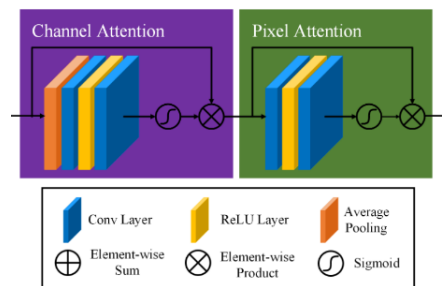 Channel Attention
Pixel Attention
Conv Layer
ReLU Layer
Average
Pooling
Element-wise
Sum
Element-wise
Product
Sigmoid